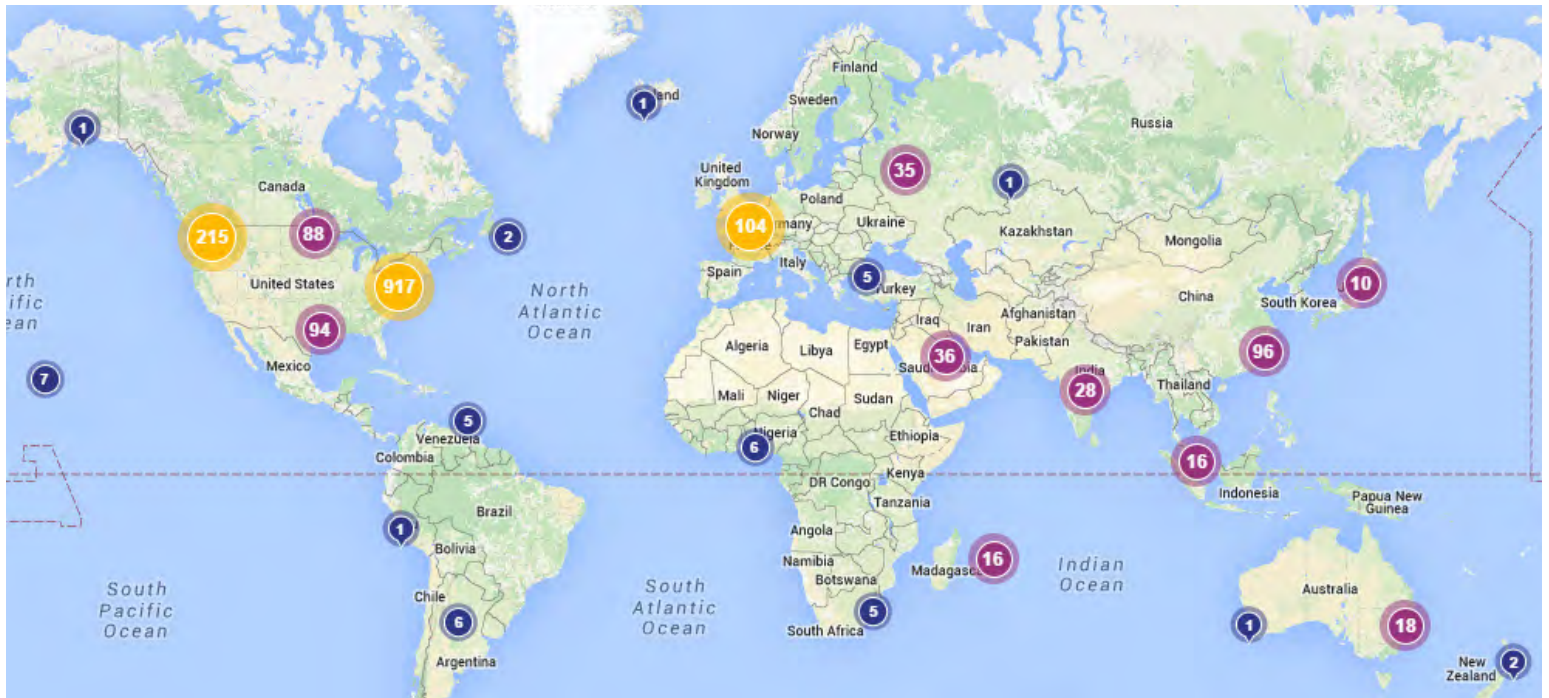 Finland
Sweden
Norway
Russia
1
1
United
Kingdom
35
1
Canada
Poland
Ukraine
Kazakhstan
Mongolia
215
88
2
104
Italy
Spain
United States
917
North
Atlantic
Ocean
5
China
South Korea
10
94
Mexico
Algeria
Libya
Egypt
Iraq
Iran
Afghanistan
Pakistan
36
96
7
Mali
Niger
Chad
Sudan
India
28
Thailand
5
Venezuela
Colombia
6
Nigeria
Ethiopia
Kenya
DR Congo
Tanzania
16
Indonesia
Papua New
Guinea
1
Brazil
Bolivia
Angola
Namibia
Botswana
Madagasc
16
Indian
Ocean
Australia
South
Pacific
Ocean
Chile
6
Argentina
South
Atlantic
Ocean
5
South Africa
1
18
New
Zealand
2